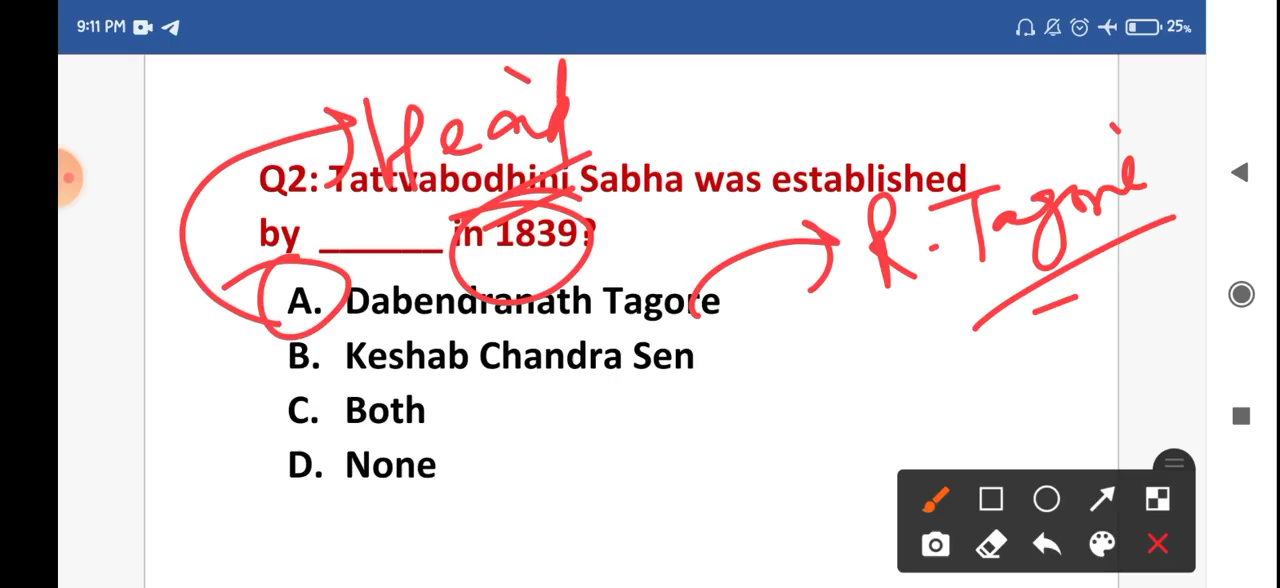 9:11 PM
25%
Head
Q2: Tattvabodhini Sabha was established
by ______ in 1839?
R. Tagore
A. Dabendranath Tagore
B. Keshab Chandra Sen
C. Both
D. None